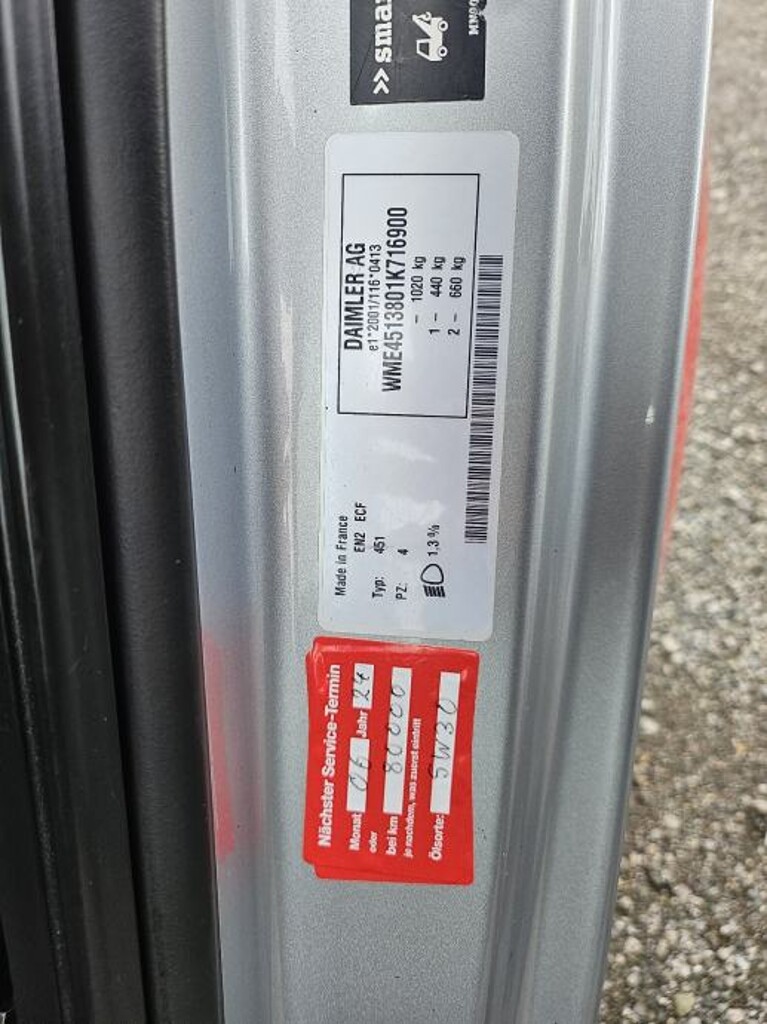 >> smar
DAIMLER AG
e1*2001/116*0413
WME4513801K716900
– 1020 kg
1 – 440 kg
2 – 660 kg
Made in France
EN2 ECF
Typ: 451
PZ: 4
1,3 %
Nächster Service-Termin
Monat 06 Jahr 24
oder
bei km 80000
je nachdem, was zuerst eintritt
Ölsorte: 5W30